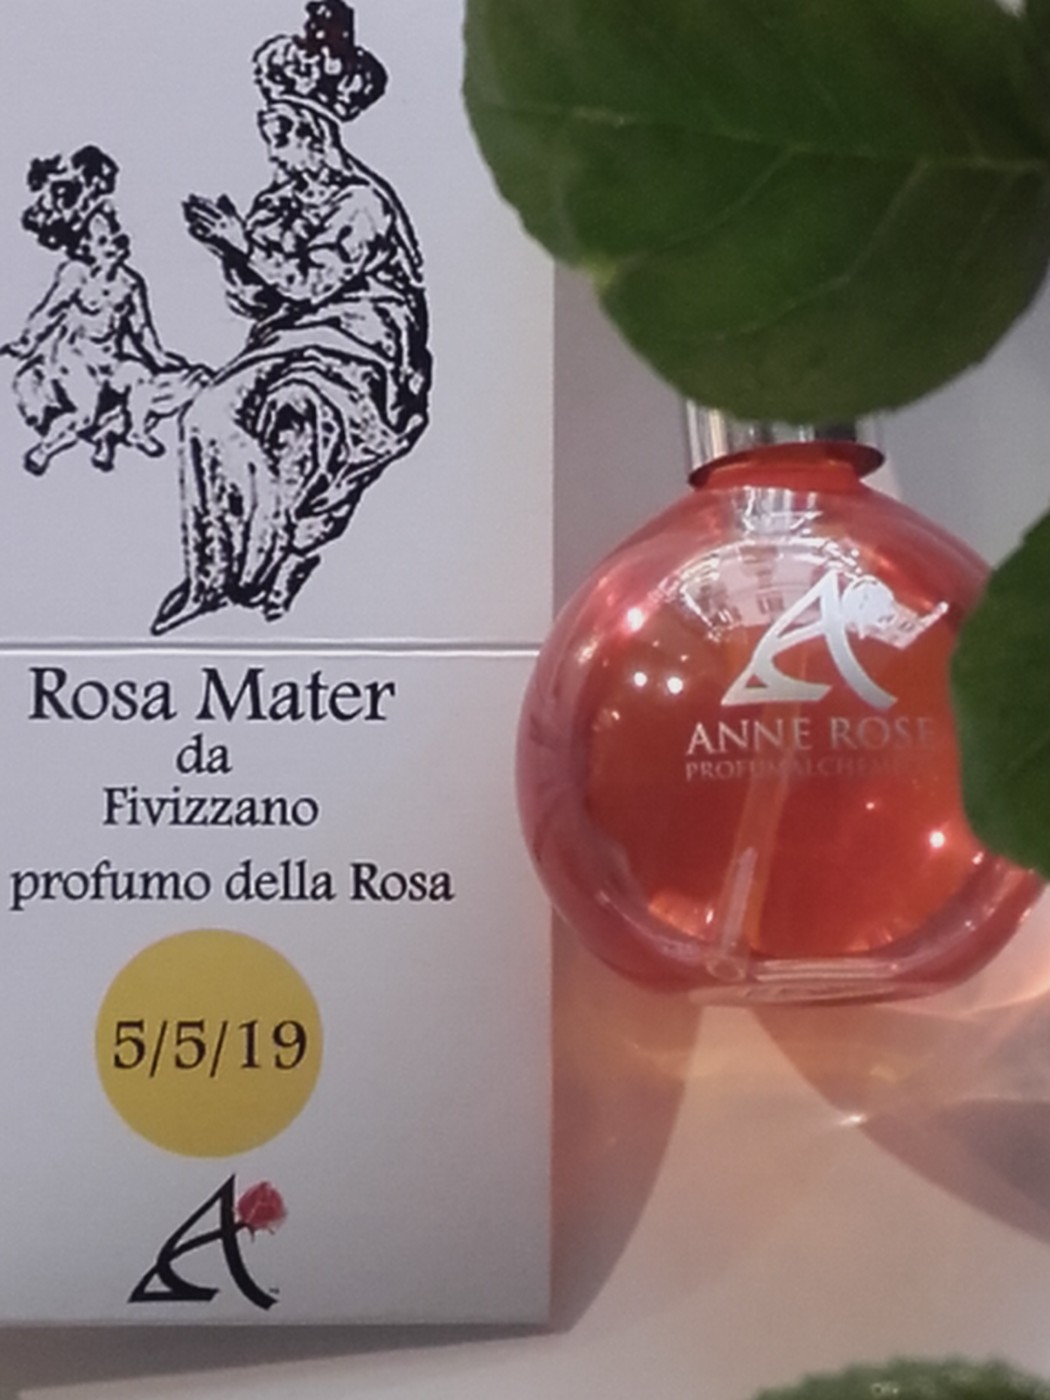 Rosa Mater
da
Fivizzano
profumo della Rosa
5/5/19
ANNE ROSE